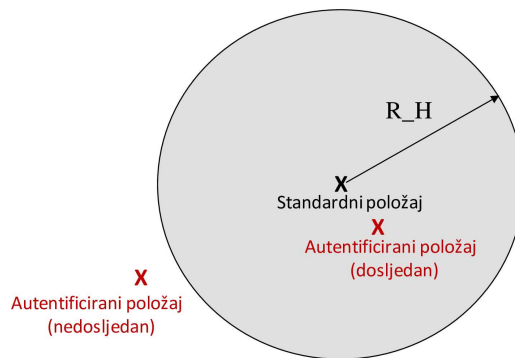 R_H
X
Standardni položaj
X
Autentificirani položaj
(dosljedan)
X
Autentificirani položaj
(nedosljedan)